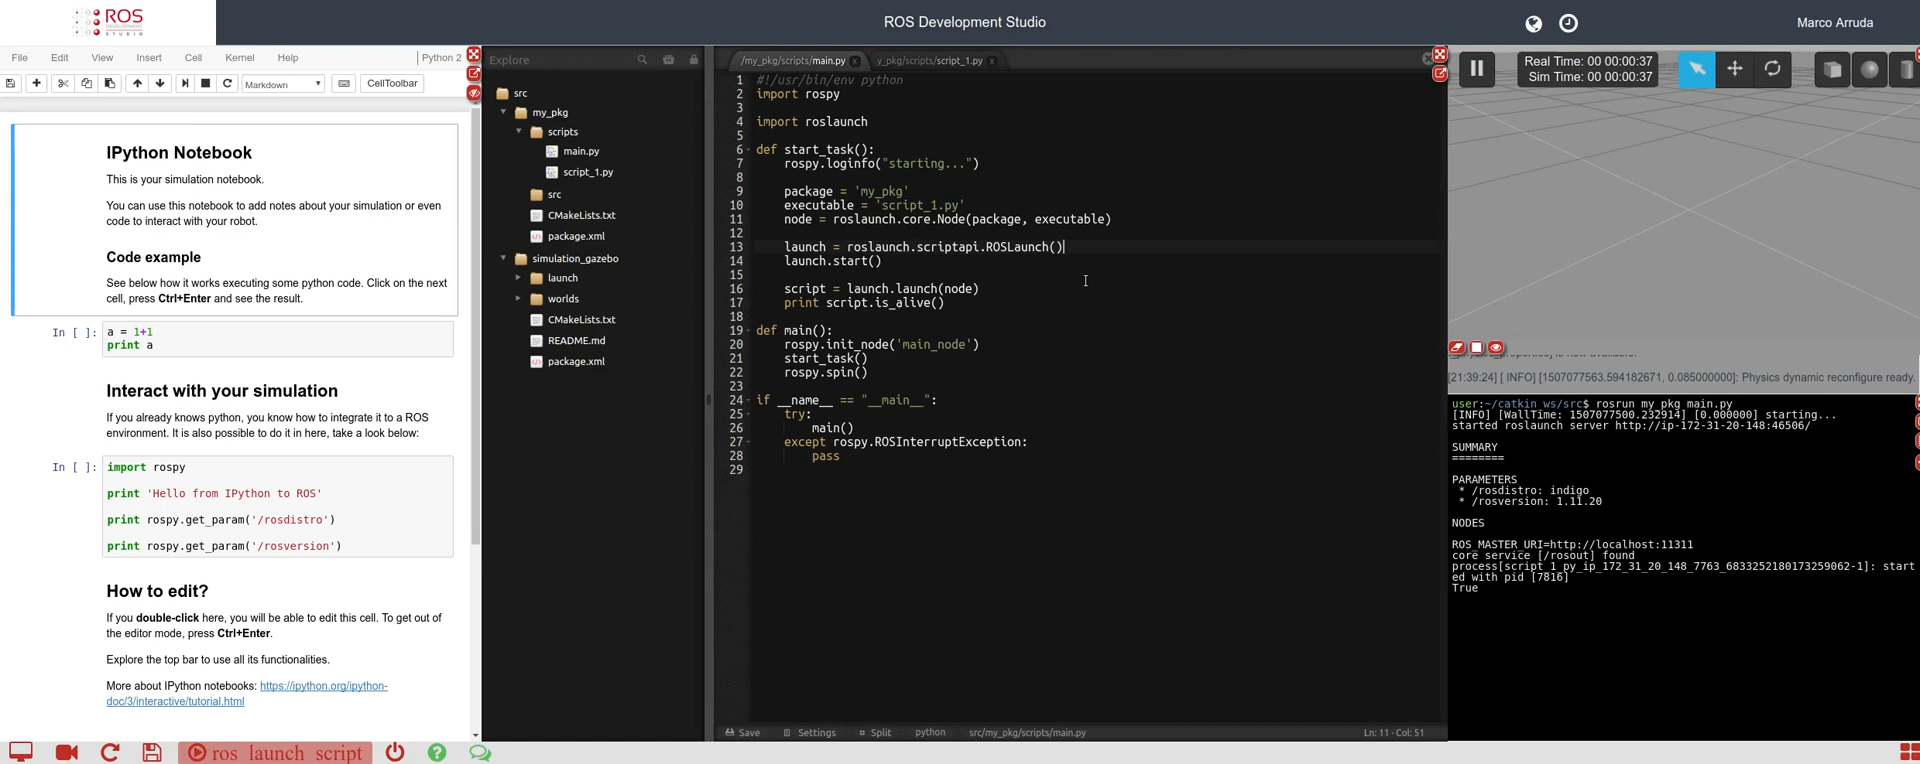 ROS
DEVELOPMENT
STUDIO
ROS Development Studio
Marco Arruda
File Edit View Insert Cell Kernel Help Python 2
Markdown CellToolbar
IPython Notebook
This is your simulation notebook.
You can use this notebook to add notes about your simulation or even
code to interact with your robot.
Code example
See below how it works executing some python code. Click on the next
cell, press Ctrl+Enter and see the result.
In [ ]: a = 1+1
print a
Interact with your simulation
If you already knows python, you know how to integrate it to a ROS
environment. It is also possible to do it in here, take a look below:
In [ ]: import rospy
print 'Hello from IPython to ROS'
print rospy.get_param('/rosdistro')
print rospy.get_param('/rosversion')
How to edit?
If you double-click here, you will be able to edit this cell. To get out of
the editor mode, press Ctrl+Enter.
Explore the top bar to use all its functionalities.
More about IPython notebooks: https://ipython.org/ipython-
doc/3/interactive/tutorial.html
Explore
src
my_pkg
scripts
main.py
script_1.py
src
CMakeLists.txt
package.xml
simulation_gazebo
launch
worlds
CMakeLists.txt
README.md
package.xml
/my_pkg/scripts/main.py x y_pkg/scripts/script_1.py x
1 #!/usr/bin/env python
2 import rospy
3
4 import roslaunch
5
6 def start_task():
7 rospy.loginfo("starting...")
8
9 package = 'my_pkg'
10 executable = 'script_1.py'
11 node = roslaunch.core.Node(package, executable)
12
13 launch = roslaunch.scriptapi.ROSLaunch()
14 launch.start()
15
16 script = launch.launch(node)
17 print script.is_alive()
18
19 def main():
20 rospy.init_node('main_node')
21 start_task()
22 rospy.spin()
23
24 if __name__ == "__main__":
25 try:
26 main()
27 except rospy.ROSInterruptException:
28 pass
29
Save Settings Split python src/my_pkg/scripts/main.py Ln: 11 · Col: 51
Real Time: 00 00:00:37
Sim Time: 00 00:00:37
[21:39:24] [ INFO] [1507077563.594182671, 0.085000000]: Physics dynamic reconfigure ready.
user:~/catkin_ws/src$ rosrun my_pkg main.py
[INFO] [WallTime: 1507077500.232914] [0.000000] starting...
started roslaunch server http://ip-172-31-20-148:46506/
SUMMARY
========
PARAMETERS
* /rosdistro: indigo
* /rosversion: 1.11.20
NODES
ROS_MASTER_URI=http://localhost:11311
core service [/rosout] found
process[script_1_py_ip_172_31_20_148_7763_6833252180173259062-1]: start
ed with pid [7816]
True
ros_launch_script